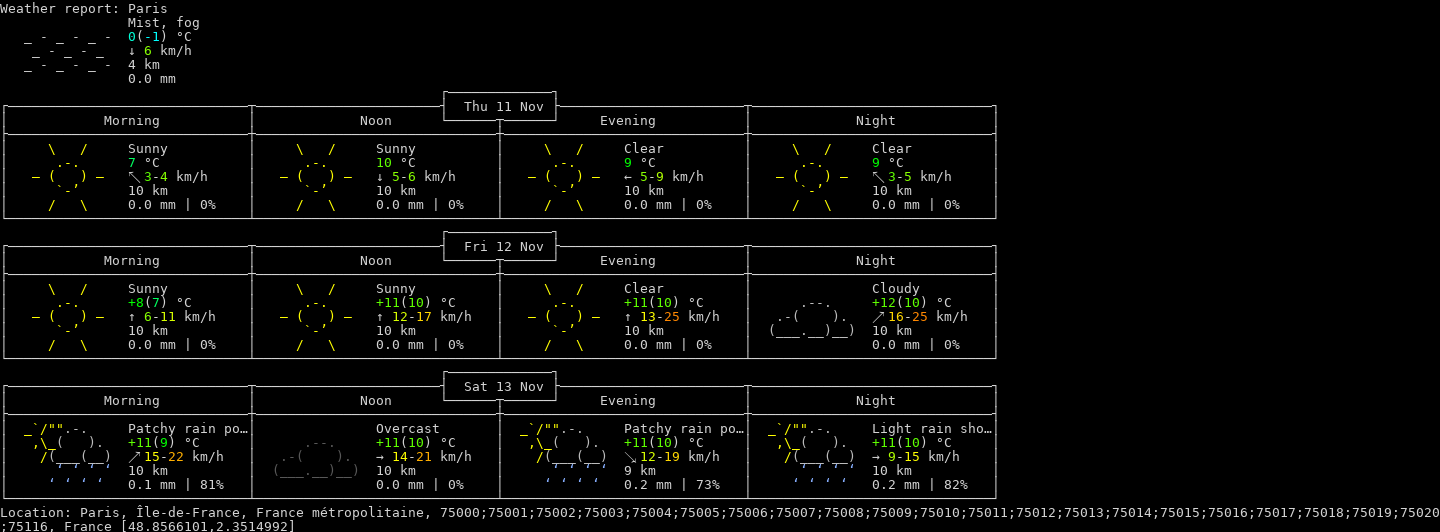 Weather report: Paris
Mist, fog
0(-1) °C
↓ 6 km/h
4 km
0.0 mm
Thu 11 Nov
Morning Noon Evening Night
Sunny Sunny Clear Clear
7 °C 10 °C 9 °C 9 °C
↖ 3-4 km/h ↓ 5-6 km/h ← 5-9 km/h ↖ 3-5 km/h
10 km 10 km 10 km 10 km
0.0 mm | 0% 0.0 mm | 0% 0.0 mm | 0% 0.0 mm | 0%
Fri 12 Nov
Morning Noon Evening Night
Sunny Sunny Clear Cloudy
+8(7) °C +11(10) °C +11(10) °C +12(10) °C
↑ 6-11 km/h ↑ 12-17 km/h ↑ 13-25 km/h ↗ 16-25 km/h
10 km 10 km 10 km 10 km
0.0 mm | 0% 0.0 mm | 0% 0.0 mm | 0% 0.0 mm | 0%
Sat 13 Nov
Morning Noon Evening Night
Patchy rain po… Overcast Patchy rain po… Light rain sho…
+11(9) °C +11(10) °C +11(10) °C +11(10) °C
↗ 15-22 km/h → 14-21 km/h ↘ 12-19 km/h → 9-15 km/h
10 km 10 km 9 km 10 km
0.1 mm | 81% 0.0 mm | 0% 0.2 mm | 73% 0.2 mm | 82%
Location: Paris, Île-de-France, France métropolitaine, 75000;75001;75002;75003;75004;75005;75006;75007;75008;75009;75010;75011;75012;75013;75014;75015;75016;75017;75018;75019;75020
;75116, France [48.8566101,2.3514992]